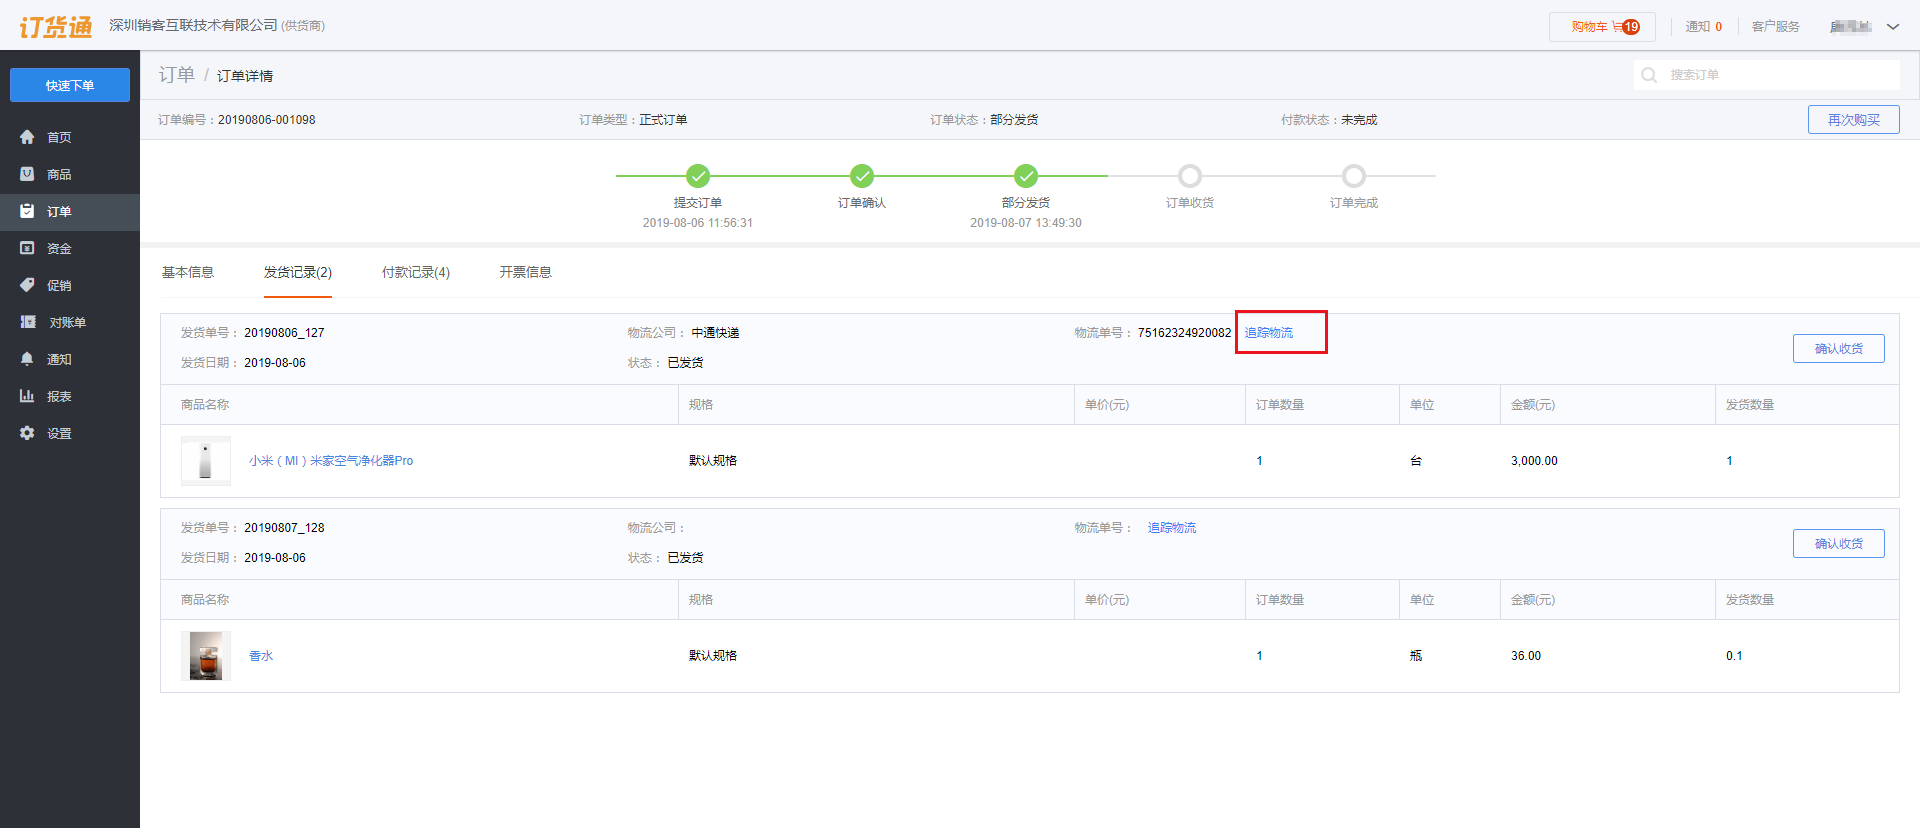 订货通 深圳销客互联技术有限公司 (供货商) 购物车 19 通知 0 客户服务
快速下单
首页
商品
订单
资金
促销
对账单
通知
报表
设置
订单 / 订单详情 搜索订单
订单编号：20190806-001098 订单类型：正式订单 订单状态：部分发货 付款状态：未完成 再次购买
提交订单 订单确认 部分发货 订单收货 订单完成
2019-08-06 11:56:31 2019-08-07 13:49:30
基本信息 发货记录(2) 付款记录(4) 开票信息
发货单号：20190806_127 物流公司：中通快递 物流单号：75162324920082 追踪物流
确认收货
发货日期：2019-08-06 状态：已发货
商品名称 规格 单价(元) 订单数量 单位 金额(元) 发货数量
小米（MI）米家空气净化器Pro 默认规格 1 台 3,000.00 1
发货单号：20190807_128 物流公司： 物流单号： 追踪物流
确认收货
发货日期：2019-08-06 状态：已发货
商品名称 规格 单价(元) 订单数量 单位 金额(元) 发货数量
香水 默认规格 1 瓶 36.00 0.1